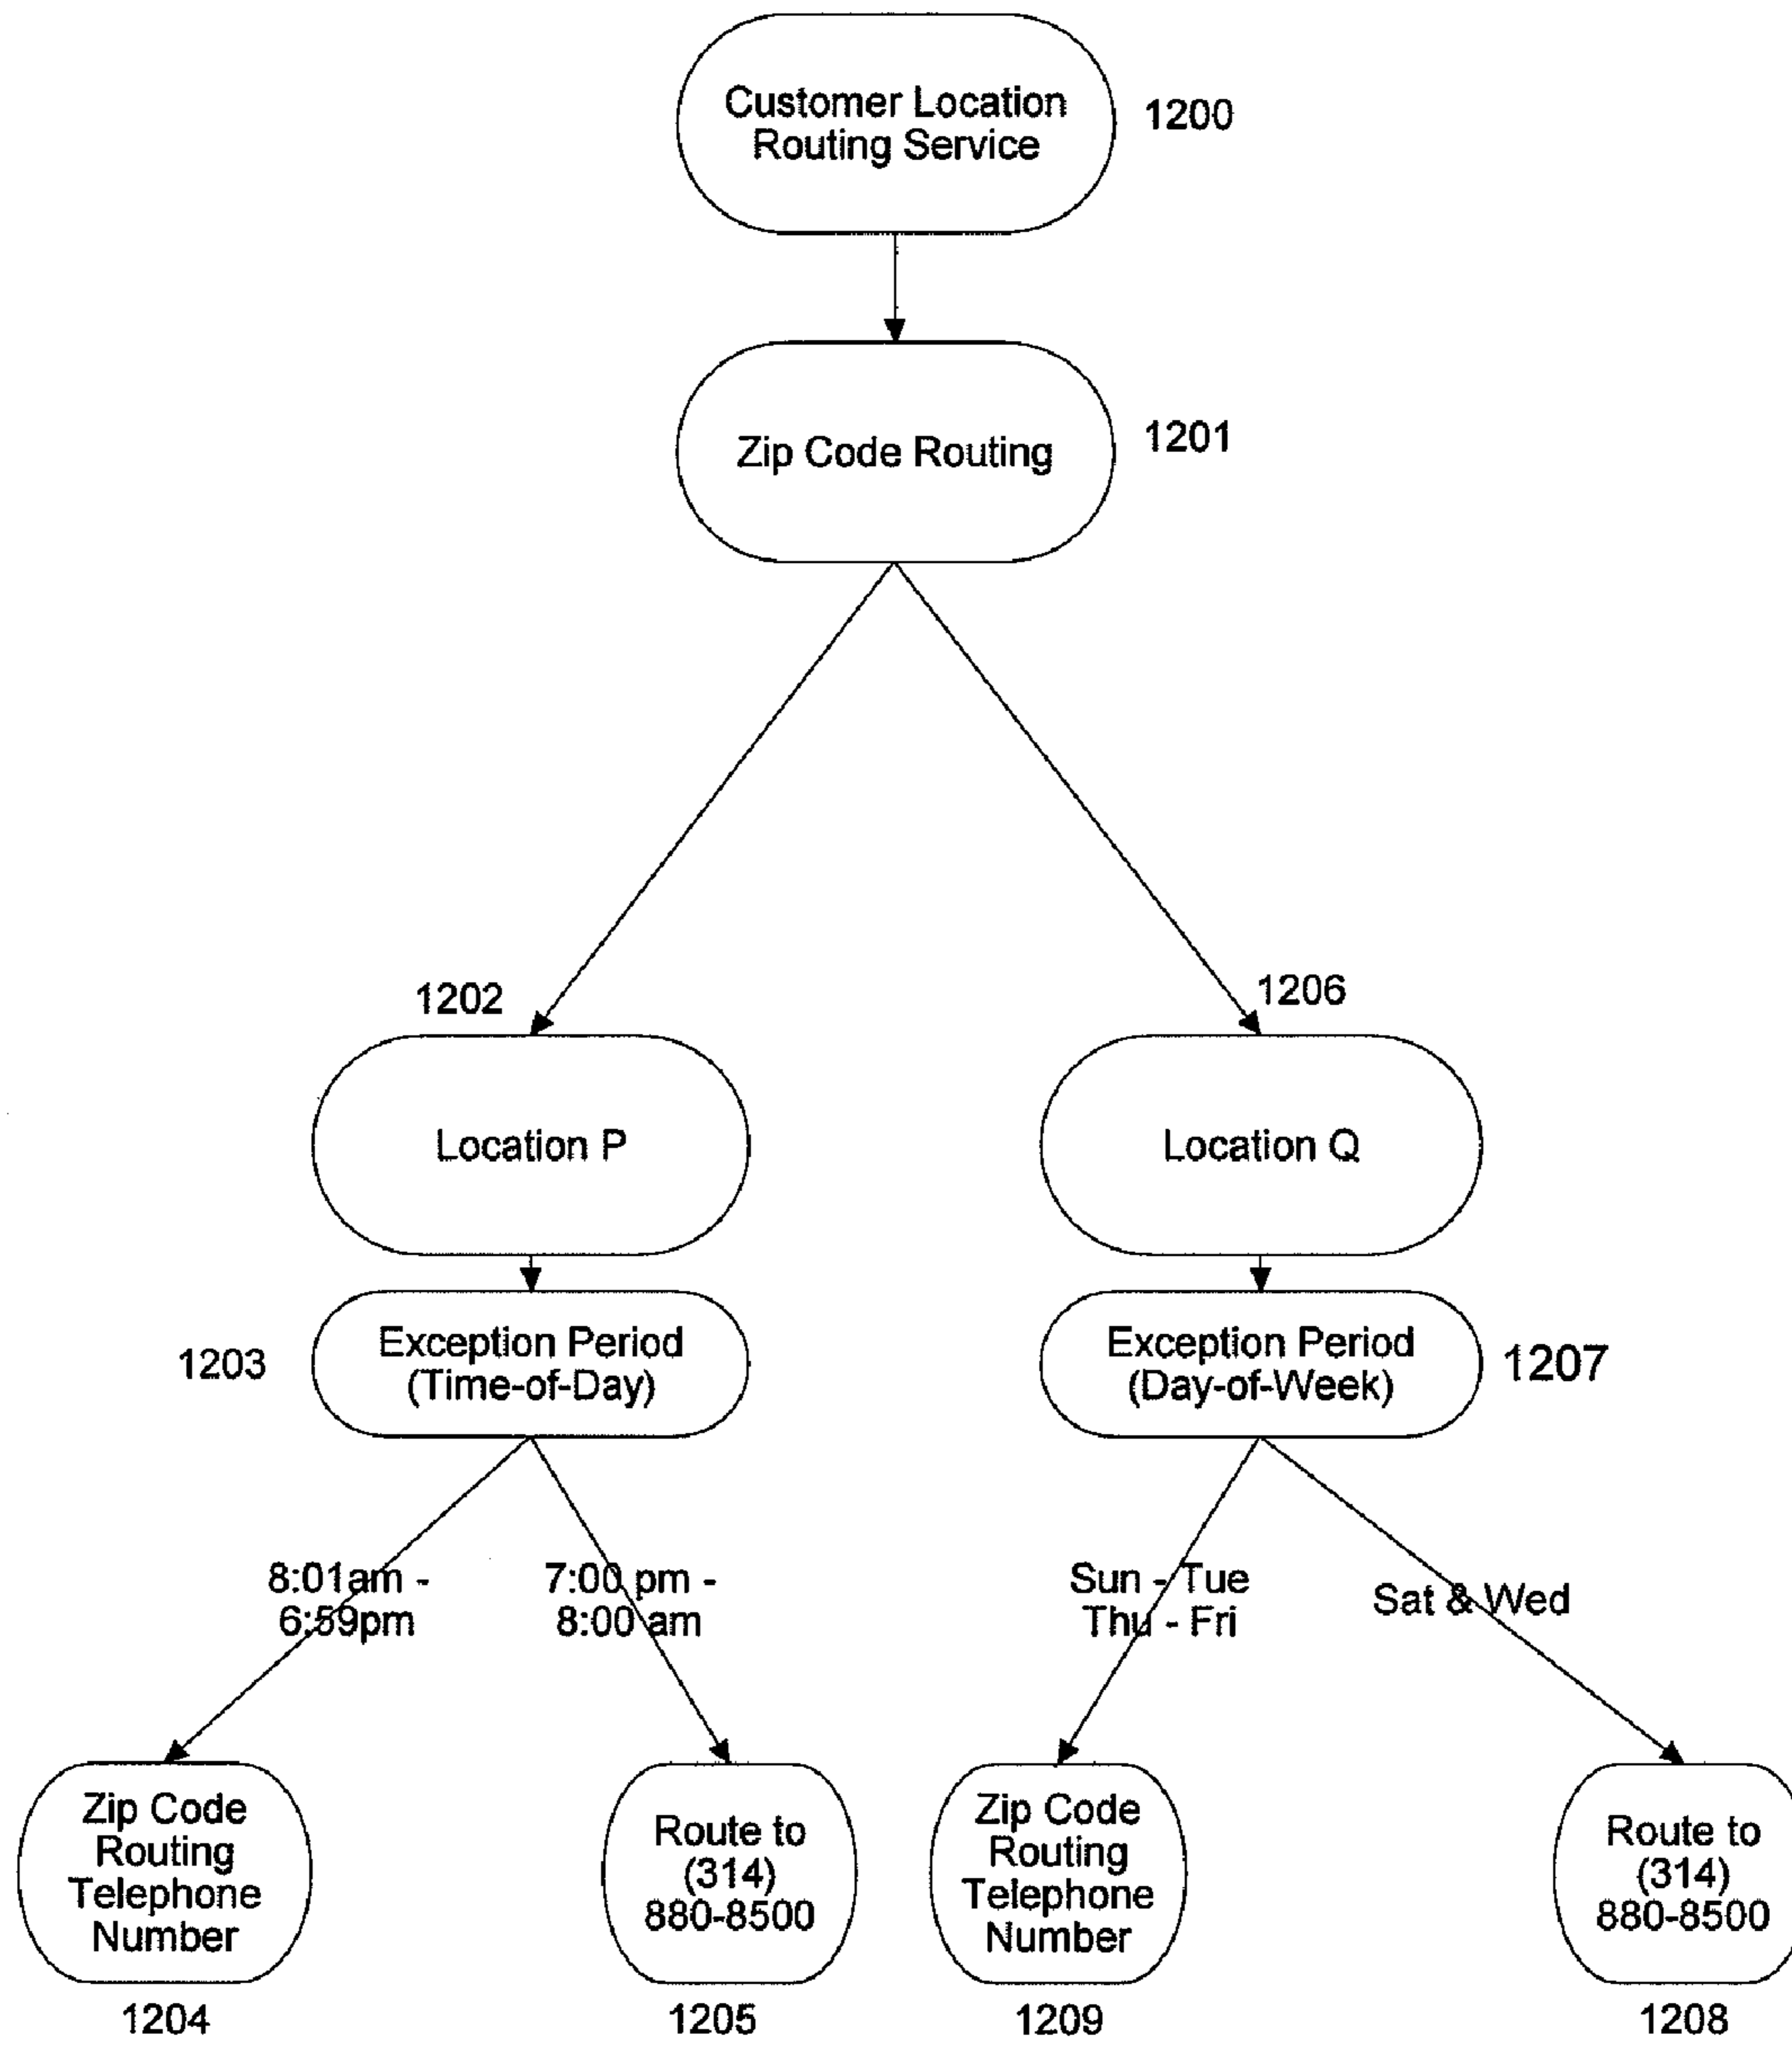 Customer Location
Routing Service
1200
Zip Code Routing
1201
1202
1206
Location P
Location Q
1203
Exception Period
(Time-of-Day)
Exception Period
(Day-of-Week)
1207
8:01am -
6:59pm
7:00 pm -
8:00 am
Sun - Tue
Thu - Fri
Sat & Wed
Zip Code
Routing
Telephone
Number
Route to
(314)
880-8500
Zip Code
Routing
Telephone
Number
Route to
(314)
880-8500
1204
1205
1209
1208